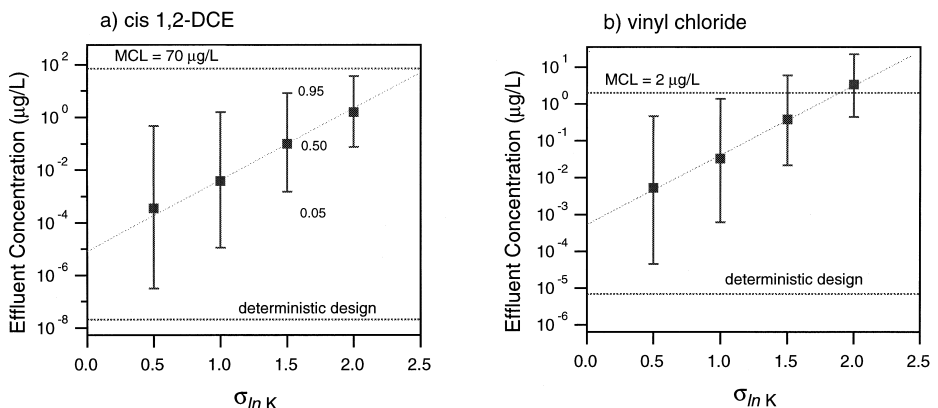 a) cis 1,2-DCE
MCL = 70 μg/L
Effluent Concentration (μg/L)
10^2
10^0
10^-2
10^-4
10^-6
10^-8
0.95
0.50
0.05
deterministic design
0.0 0.5 1.0 1.5 2.0 2.5
σ ln K
b) vinyl chloride
MCL = 2 μg/L
Effluent Concentration (μg/L)
10^1
10^0
10^-1
10^-2
10^-3
10^-4
10^-5
10^-6
deterministic design
0.0 0.5 1.0 1.5 2.0 2.5
σ ln K